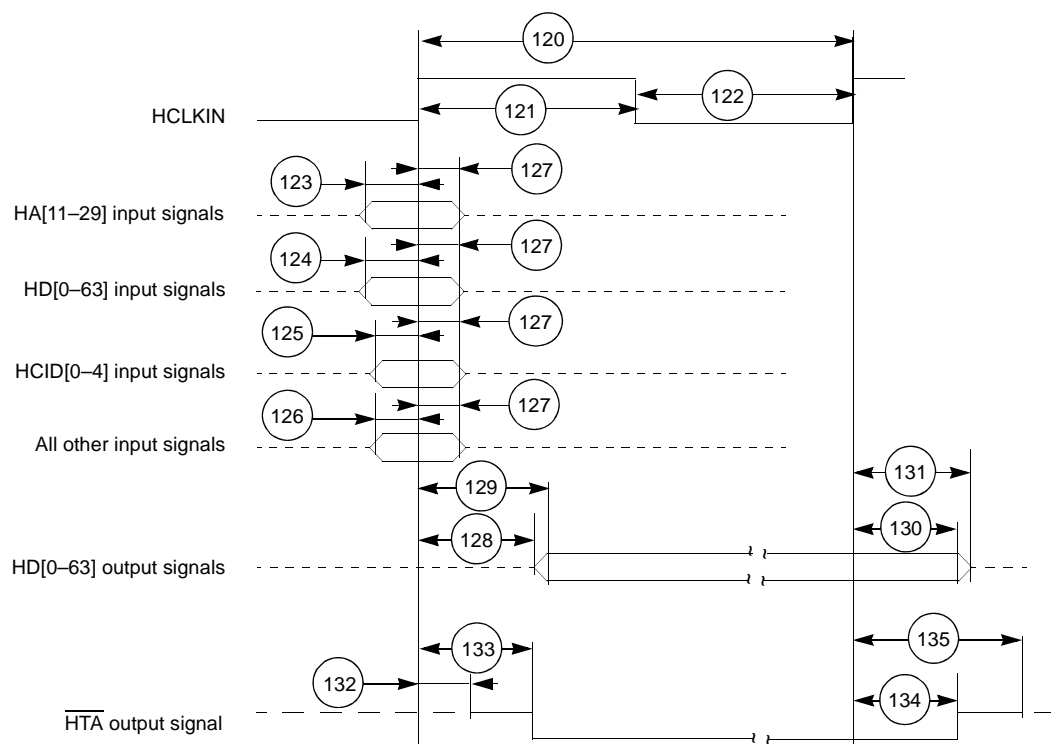 120
121
122
HCLKIN
123
127
HA[11–29] input signals
124
127
HD[0–63] input signals
125
127
HCID[0–4] input signals
126
127
All other input signals
129
131
128
130
HD[0–63] output signals
133
135
132
134
HTA output signal